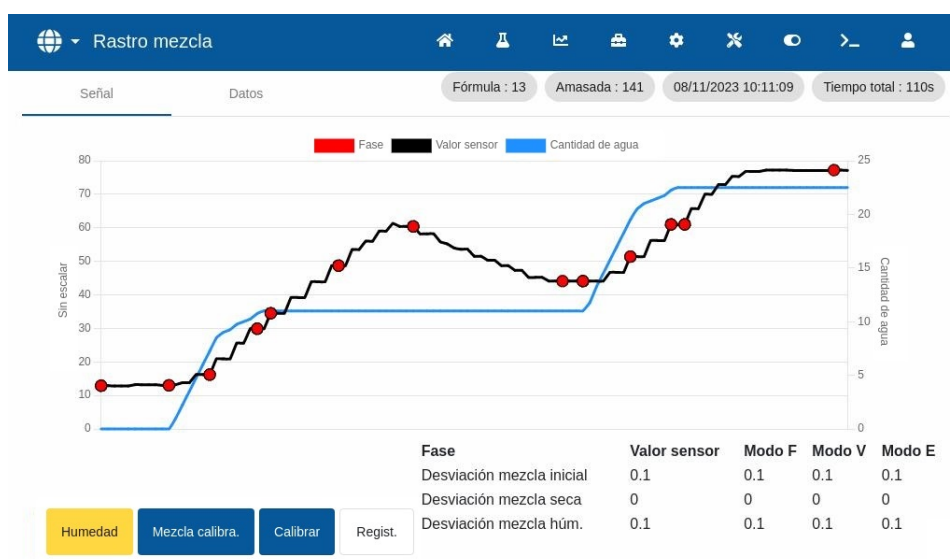 Rastro mezcla
Señal Datos Fórmula : 13 Amasada : 141 08/11/2023 10:11:09 Tiempo total : 110s
Fase Valor sensor Cantidad de agua
80 25
70
60 20
50 15
40
30 10
20 5
10
0 0
Sin escalar
Cantidad de agua
Fase Valor sensor Modo F Modo V Modo E
Desviación mezcla inicial 0.1 0.1 0.1 0.1
Desviación mezcla seca 0 0 0 0
Desviación mezcla húm. 0.1 0.1 0.1 0.1
Humedad Mezcla calibra. Calibrar Regist.